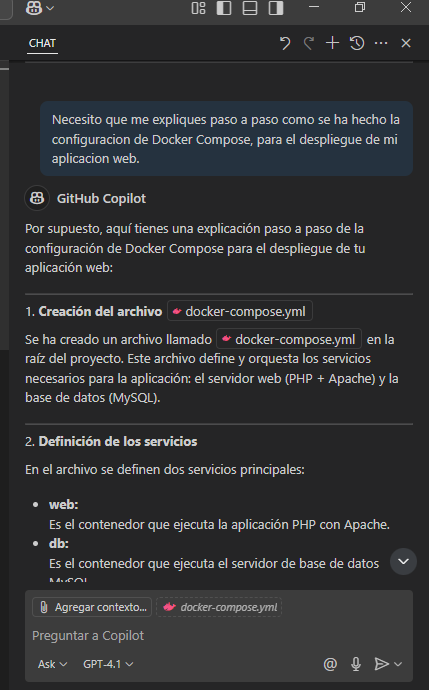 CHAT
Necesito que me expliques paso a paso como se ha hecho la
configuracion de Docker Compose, para el despliegue de mi
aplicacion web.
GitHub Copilot
Por supuesto, aquí tienes una explicación paso a paso de la
configuración de Docker Compose para el despliegue de tu
aplicación web:
1. Creación del archivo docker-compose.yml
Se ha creado un archivo llamado docker-compose.yml en la
raíz del proyecto. Este archivo define y orquesta los servicios
necesarios para la aplicación: el servidor web (PHP + Apache) y la
base de datos (MySQL).
2. Definición de los servicios
En el archivo se definen dos servicios principales:
• web:
Es el contenedor que ejecuta la aplicación PHP con Apache.
• db:
Es el contenedor que ejecuta el servidor de base de datos
MySQL
Agregar contexto... docker-compose.yml
Preguntar a Copilot
Ask GPT-4.1